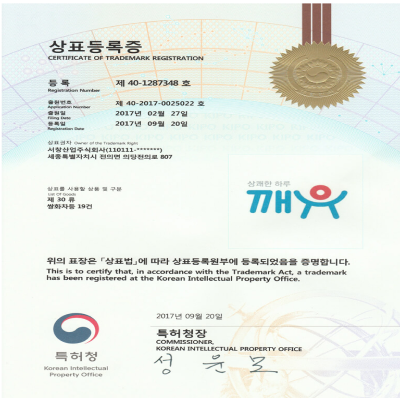 상표등록증
CERTIFICATE OF TRADEMARK REGISTRATION
등 록 제 40-1287348 호
Registration Number
출원번호 제 40-2017-0025022 호
Application Number
출원일 2017년 02월 27일
Filing Date
등록일 2017년 09월 20일
Registration Date
상표권자 Owner of the Trademark Right
서창산업주식회사(110111-*******)
세종특별자치시 전의면 의당전의로 807
상표를 사용할 상품 및 구분
List Of Goods
제 30 류
쌍화차등 19건
상쾌한 하루
깨옷
위의 표장은 「상표법」에 따라 상표등록원부에 등록되었음을 증명합니다.
This is to certify that, in accordance with the Trademark Act, a trademark
has been registered at the Korean Intellectual Property Office.
2017년 09월 20일
특허청장
COMMISSIONER,
KOREAN INTELLECTUAL PROPERTY OFFICE
성윤모
특허청
Korean Intellectual
Property Office